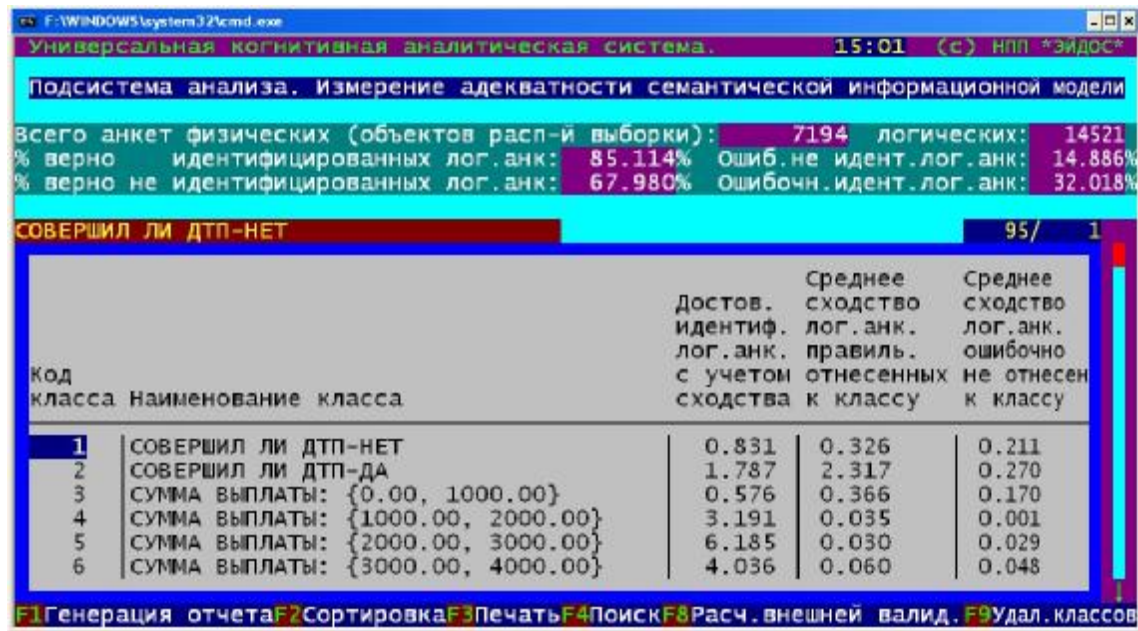 F:\WINDOWS\system32\cmd.exe
Универсальная когнитивная аналитическая система. 15:01 (c) НПП *ЭЙДОС*
Подсистема анализа. Измерение адекватности семантической информационной модели
Всего анкет физических (объектов расп-й выборки): 7194 логических: 14521
% верно идентифицированных лог.анк: 85.114% Ошиб.не идент.лог.анк: 14.886%
% верно не идентифицированных лог.анк: 67.980% Ошибочн.идент.лог.анк: 32.018%
СОВЕРШИЛ ЛИ ДТП-НЕТ 95/ 1
Среднее Среднее
Достов. сходство сходство
идентиф. лог.анк. лог.анк.
лог.анк. правиль. ошибочно
Код с учетом отнесенных не отнесен
класса Наименование класса сходства к классу к классу
1 СОВЕРШИЛ ЛИ ДТП-НЕТ 0.831 0.326 0.211
2 СОВЕРШИЛ ЛИ ДТП-ДА 1.787 2.317 0.270
3 СУММА ВЫПЛАТЫ: {0.00, 1000.00} 0.576 0.366 0.170
4 СУММА ВЫПЛАТЫ: {1000.00, 2000.00} 3.191 0.035 0.001
5 СУММА ВЫПЛАТЫ: {2000.00, 3000.00} 6.185 0.030 0.029
6 СУММА ВЫПЛАТЫ: {3000.00, 4000.00} 4.036 0.060 0.048
F1Генерация отчетаF2СортировкаF3ПечатьF4ПоискF8Расч.внешней валид.F9Удал.классов